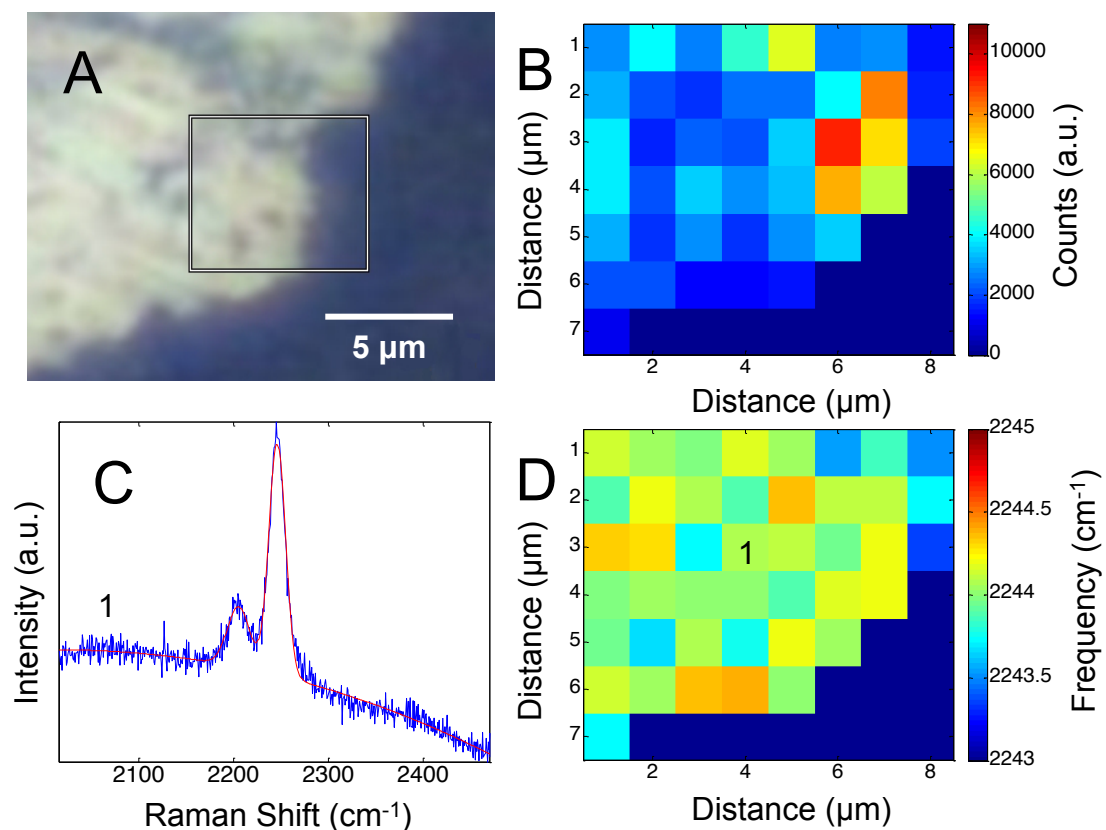 A
5 µm
B
Distance (µm)
1
2
3
4
5
6
7
2 4 6 8
Distance (µm)
10000
8000
6000
4000
2000
0
Counts (a.u.)
C
1
Intensity (a.u.)
2100 2200 2300 2400
Raman Shift (cm-1)
D
1
Distance (µm)
1
2
3
4
5
6
7
2 4 6 8
Distance (µm)
2245
2244.5
2244
2243.5
2243
Frequency (cm-1)